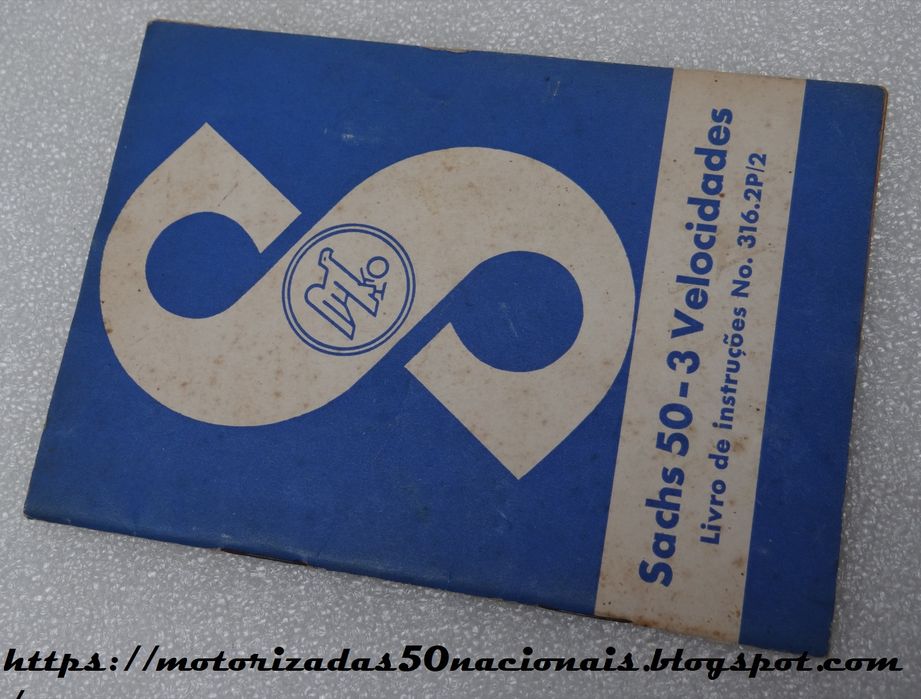 Sachs 50-3 Velocidades
Livro de instruções No. 316.2P/2
https://motorizadas50nacionais.blogspot.com
/